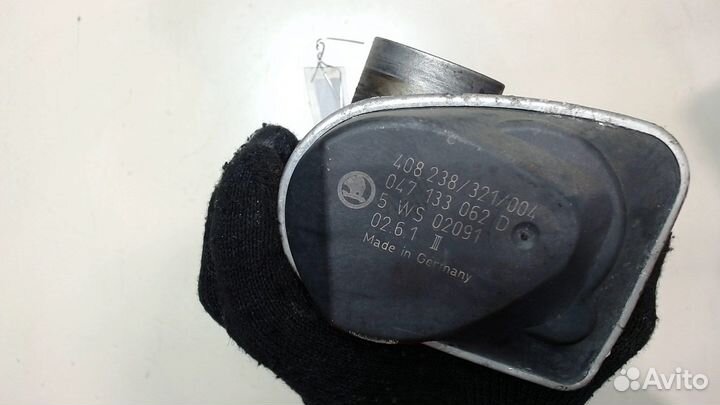 408 238/321/004
047 133 062 D
5 WS 02091
02.6.1 III
Made in Germany
Avito